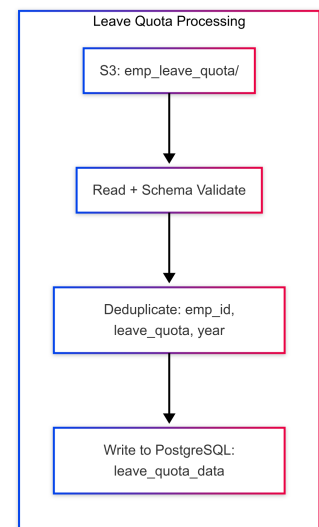 Leave Quota Processing
S3: emp_leave_quota/
Read + Schema Validate
Deduplicate: emp_id,
leave_quota, year
Write to PostgreSQL:
leave_quota_data